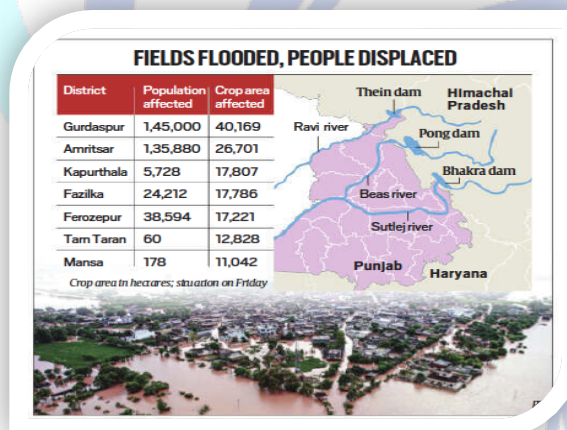 FIELDS FLOODED, PEOPLE DISPLACED
District Population affected Crop area affected
Gurdaspur 1,45,000 40,169
Amritsar 1,35,880 26,701
Kapurthala 5,728 17,807
Fazilka 24,212 17,786
Ferozepur 38,594 17,221
Tarn Taran 60 12,828
Mansa 178 11,042
Crop area in hectares; situation on Friday
Thein dam
Himachal
Pradesh
Ravi river
Pong dam
Bhakra dam
Beas river
Sutlej river
Punjab
Haryana